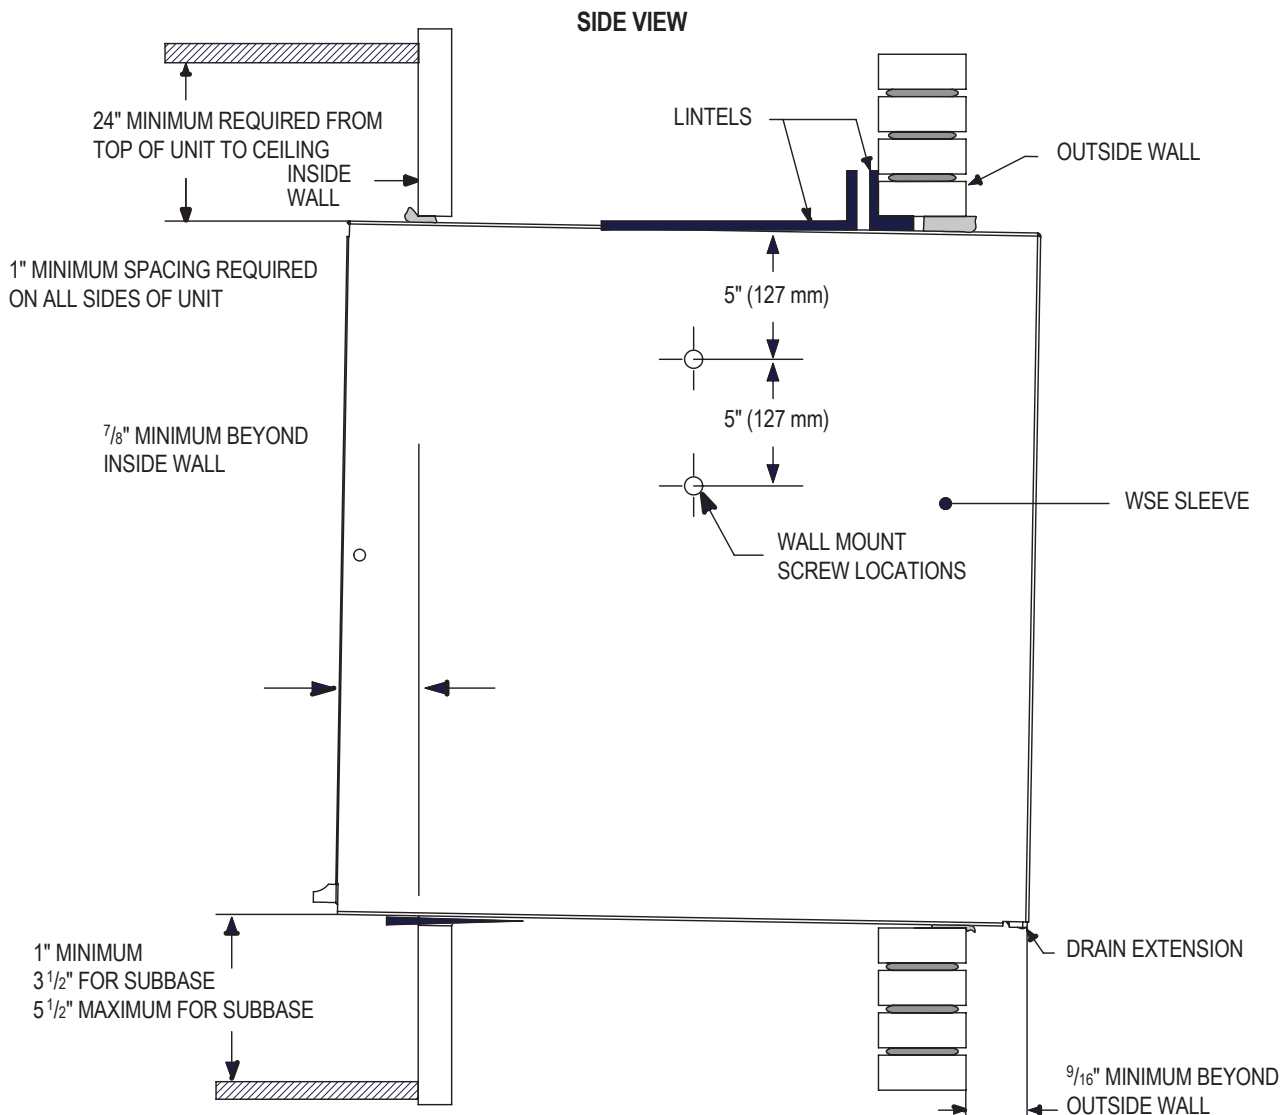 SIDE VIEW
24" MINIMUM REQUIRED FROM
TOP OF UNIT TO CEILING
INSIDE
WALL
LINTELS
OUTSIDE WALL
1" MINIMUM SPACING REQUIRED
ON ALL SIDES OF UNIT
5" (127 mm)
5" (127 mm)
7/8" MINIMUM BEYOND
INSIDE WALL
WSE SLEEVE
WALL MOUNT
SCREW LOCATIONS
1" MINIMUM
3 1/2" FOR SUBBASE
5 1/2" MAXIMUM FOR SUBBASE
DRAIN EXTENSION
9/16" MINIMUM BEYOND
OUTSIDE WALL